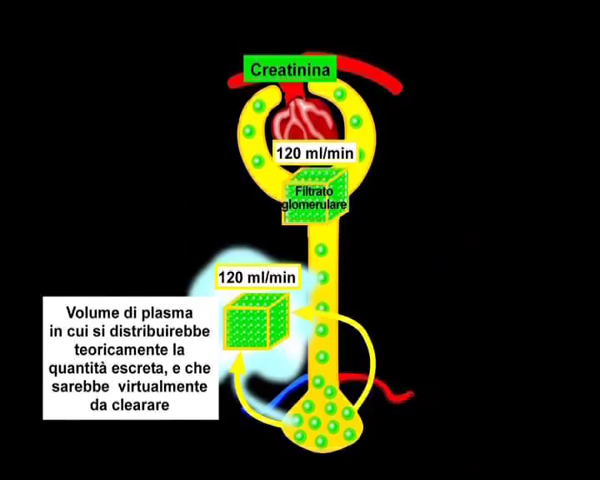 Creatinina
120 ml/min
Filtrato
glomerulare
120 ml/min
Volume di plasma
in cui si distribuirebbe
teoricamente la
quantità escreta, e che
sarebbe virtualmente
da clearare